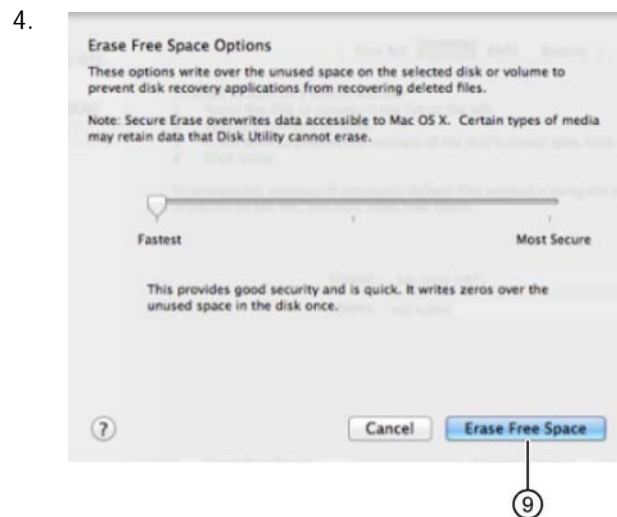 4.
Erase Free Space Options
These options write over the unused space on the selected disk or volume to
prevent disk recovery applications from recovering deleted files.
Note: Secure Erase overwrites data accessible to Mac OS X. Certain types of media
may retain data that Disk Utility cannot erase.
Fastest Most Secure
This provides good security and is quick. It writes zeros over the
unused space in the disk once.
? Cancel Erase Free Space
9